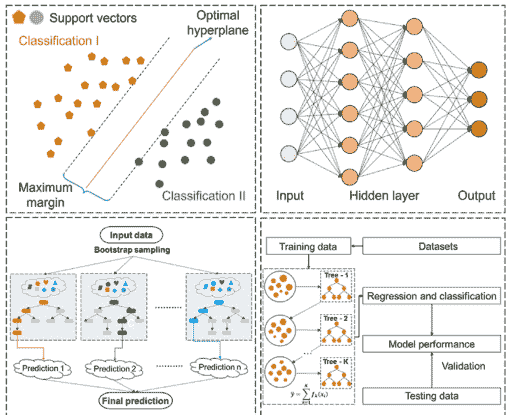 Support vectors
Classification I
Optimal
hyperplane
Maximum
margin
Classification II
Input
Hidden layer
Output
Input data
Bootstrap sampling
Prediction 1
Prediction 2
Prediction n
Final prediction
Training data
Datasets
Tree - 1
Tree - 2
Tree - K
Regression and classification
Model performance
Validation
Testing data
ŷ = ∑ fₖ(xᵢ)